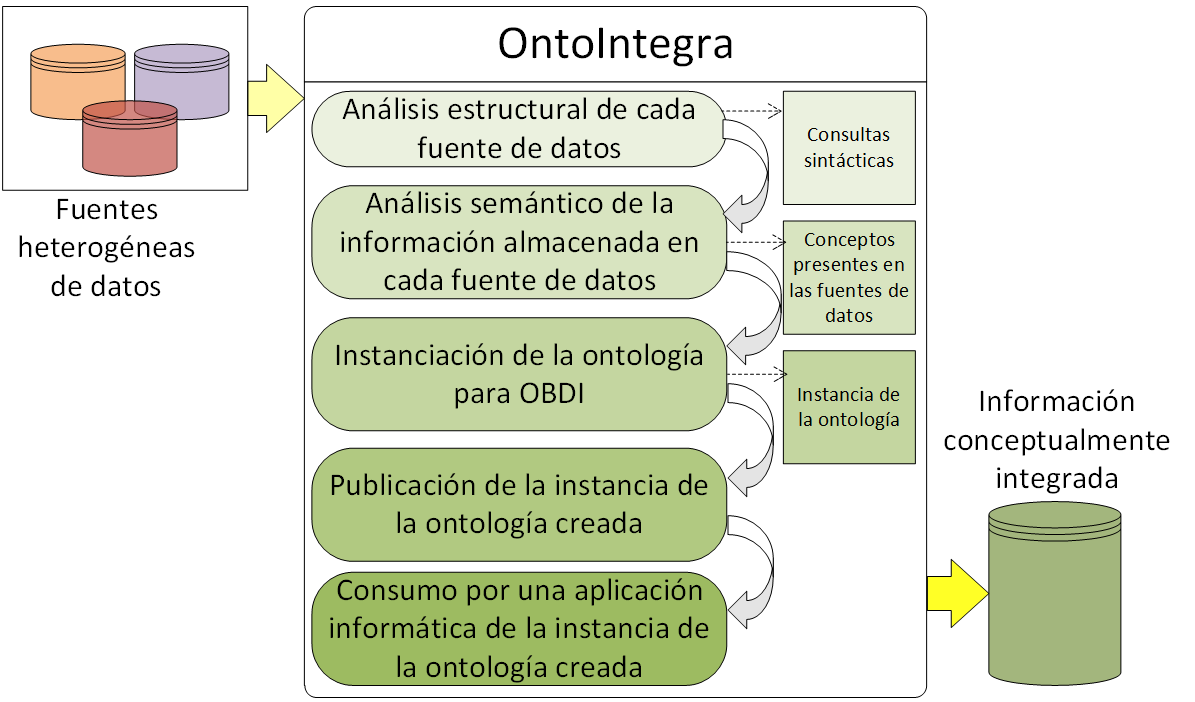 OntoIntegra
Fuentes
heterogéneas
de datos
Análisis estructural de cada
fuente de datos
Consultas
sintácticas
Análisis semántico de la
información almacenada en
cada fuente de datos
Conceptos
presentes en
las fuentes de
datos
Instanciación de la ontología
para OBDI
Instancia de
la ontología
Publicación de la instancia de
la ontología creada
Consumo por una aplicación
informática de la instancia de
la ontología creada
Información
conceptualmente
integrada